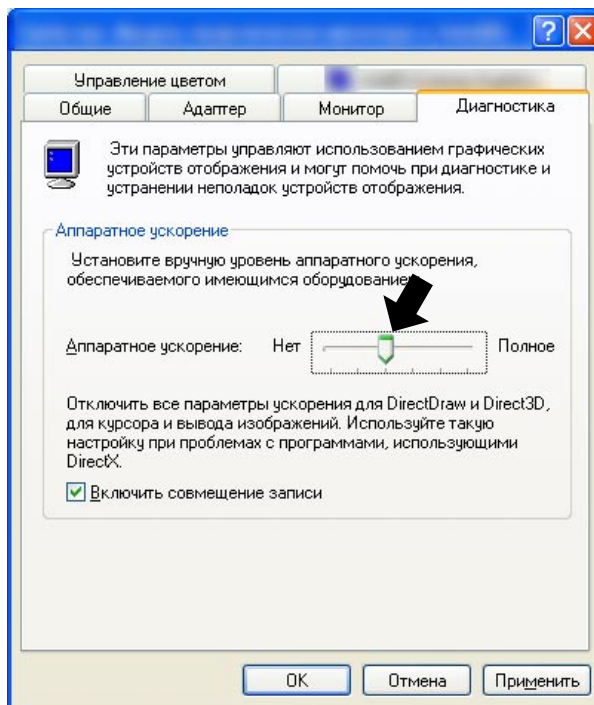 Управление цветом
Общие
Адаптер
Монитор
Диагностика
Эти параметры управляют использованием графических
устройств отображения и могут помочь при диагностике и
устранении неполадок устройств отображения.
Аппаратное ускорение
Установите вручную уровень аппаратного ускорения,
обеспечиваемого имеющимся
Аппаратное ускорение:
Нет
Полное
Отключить все параметры ускорения для DirectDraw и Direct3D,
для курсора и вывода изображений. Используйте такую
настройку при проблемах с программами, использующими
DirectX.
Включить совмещение записи
OK
Отмена
Применить